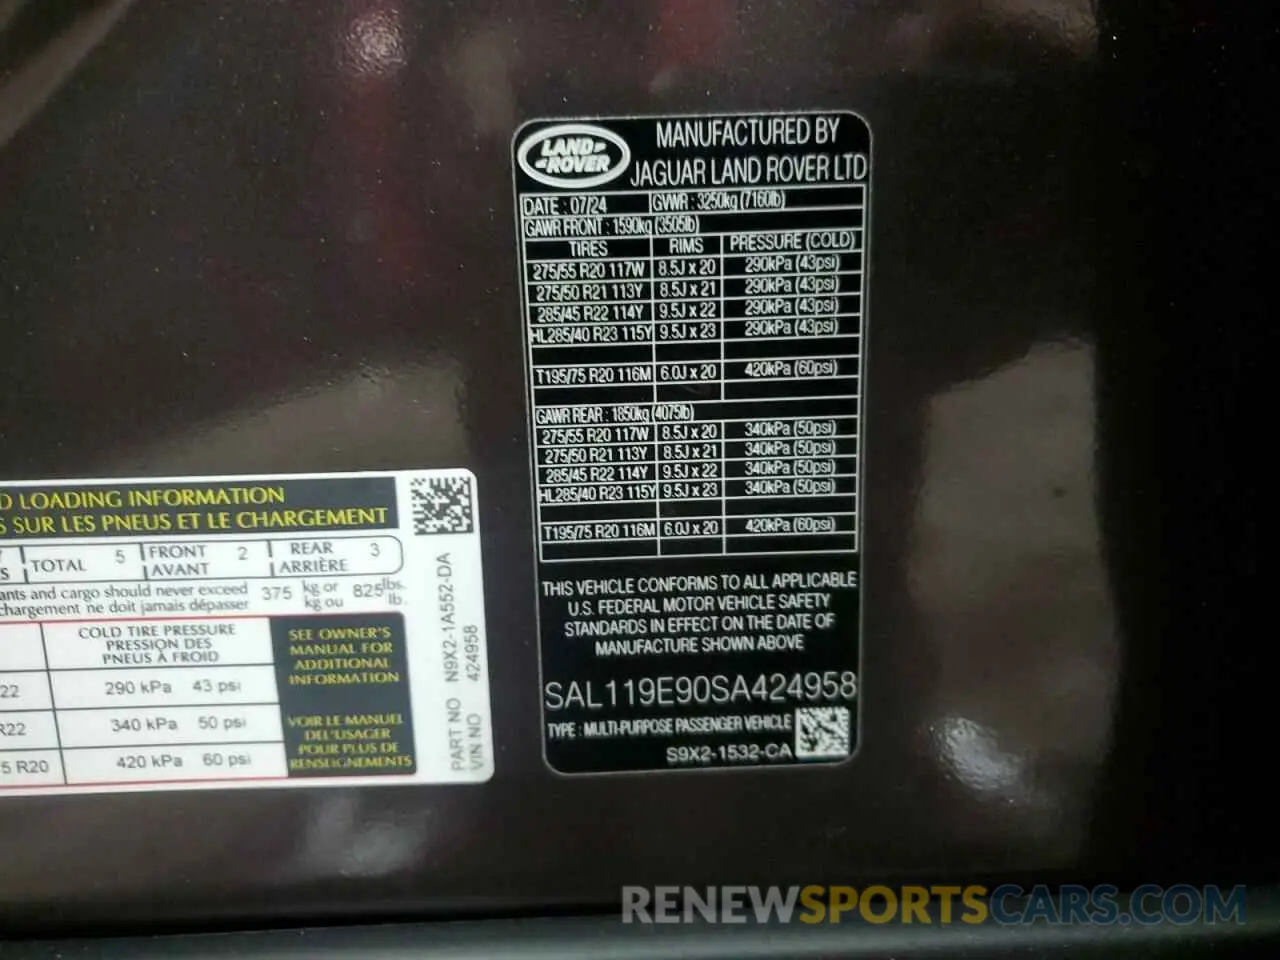 LAND ROVER
MANUFACTURED BY
JAGUAR LAND ROVER LTD
DATE : 07/24 GVWR : 3250kg (7160lb)
GAWR FRONT : 1590kg (3505lb)
TIRES RIMS PRESSURE (COLD)
275/55 R20 117W 8.5J x 20 290kPa (43psi)
275/50 R21 113Y 8.5J x 21 290kPa (43psi)
285/45 R22 114Y 9.5J x 22 290kPa (43psi)
HL285/40 R23 115Y 9.5J x 23 290kPa (43psi)
T195/75 R20 116M 6.0J x 20 420kPa (60psi)
GAWR REAR : 1850kg (4075lb)
275/55 R20 117W 8.5J x 20 340kPa (50psi)
275/50 R21 113Y 8.5J x 21 340kPa (50psi)
285/45 R22 114Y 9.5J x 22 340kPa (50psi)
HL285/40 R23 115Y 9.5J x 23 340kPa (50psi)
T195/75 R20 116M 6.0J x 20 420kPa (60psi)
THIS VEHICLE CONFORMS TO ALL APPLICABLE
U.S. FEDERAL MOTOR VEHICLE SAFETY
STANDARDS IN EFFECT ON THE DATE OF
MANUFACTURE SHOWN ABOVE
SAL119E90SA424958
TYPE : MULTI-PURPOSE PASSENGER VEHICLE
S9X2-1532-CA
D LOADING INFORMATION
S SUR LES PNEUS ET LE CHARGEMENT
TOTAL 5 FRONT 2 REAR 3
S AVANT ARRIÈRE
ants and cargo should never exceed 375 kg or 825 lbs.
chargement ne doit jamais dépasser kg ou lb.
COLD TIRE PRESSURE
PRESSION DES
PNEUS À FROID
22 290 kPa 43 psi
R22 340 kPa 50 psi
5 R20 420 kPa 60 psi
SEE OWNER'S
MANUAL FOR
ADDITIONAL
INFORMATION
VOIR LE MANUEL
DEL'USAGER
POUR PLUS DE
RENSEIGNEMENTS
PART NO N9X2-1A552-DA
VIN NO 424958
RENEWSPORTSCARS.COM